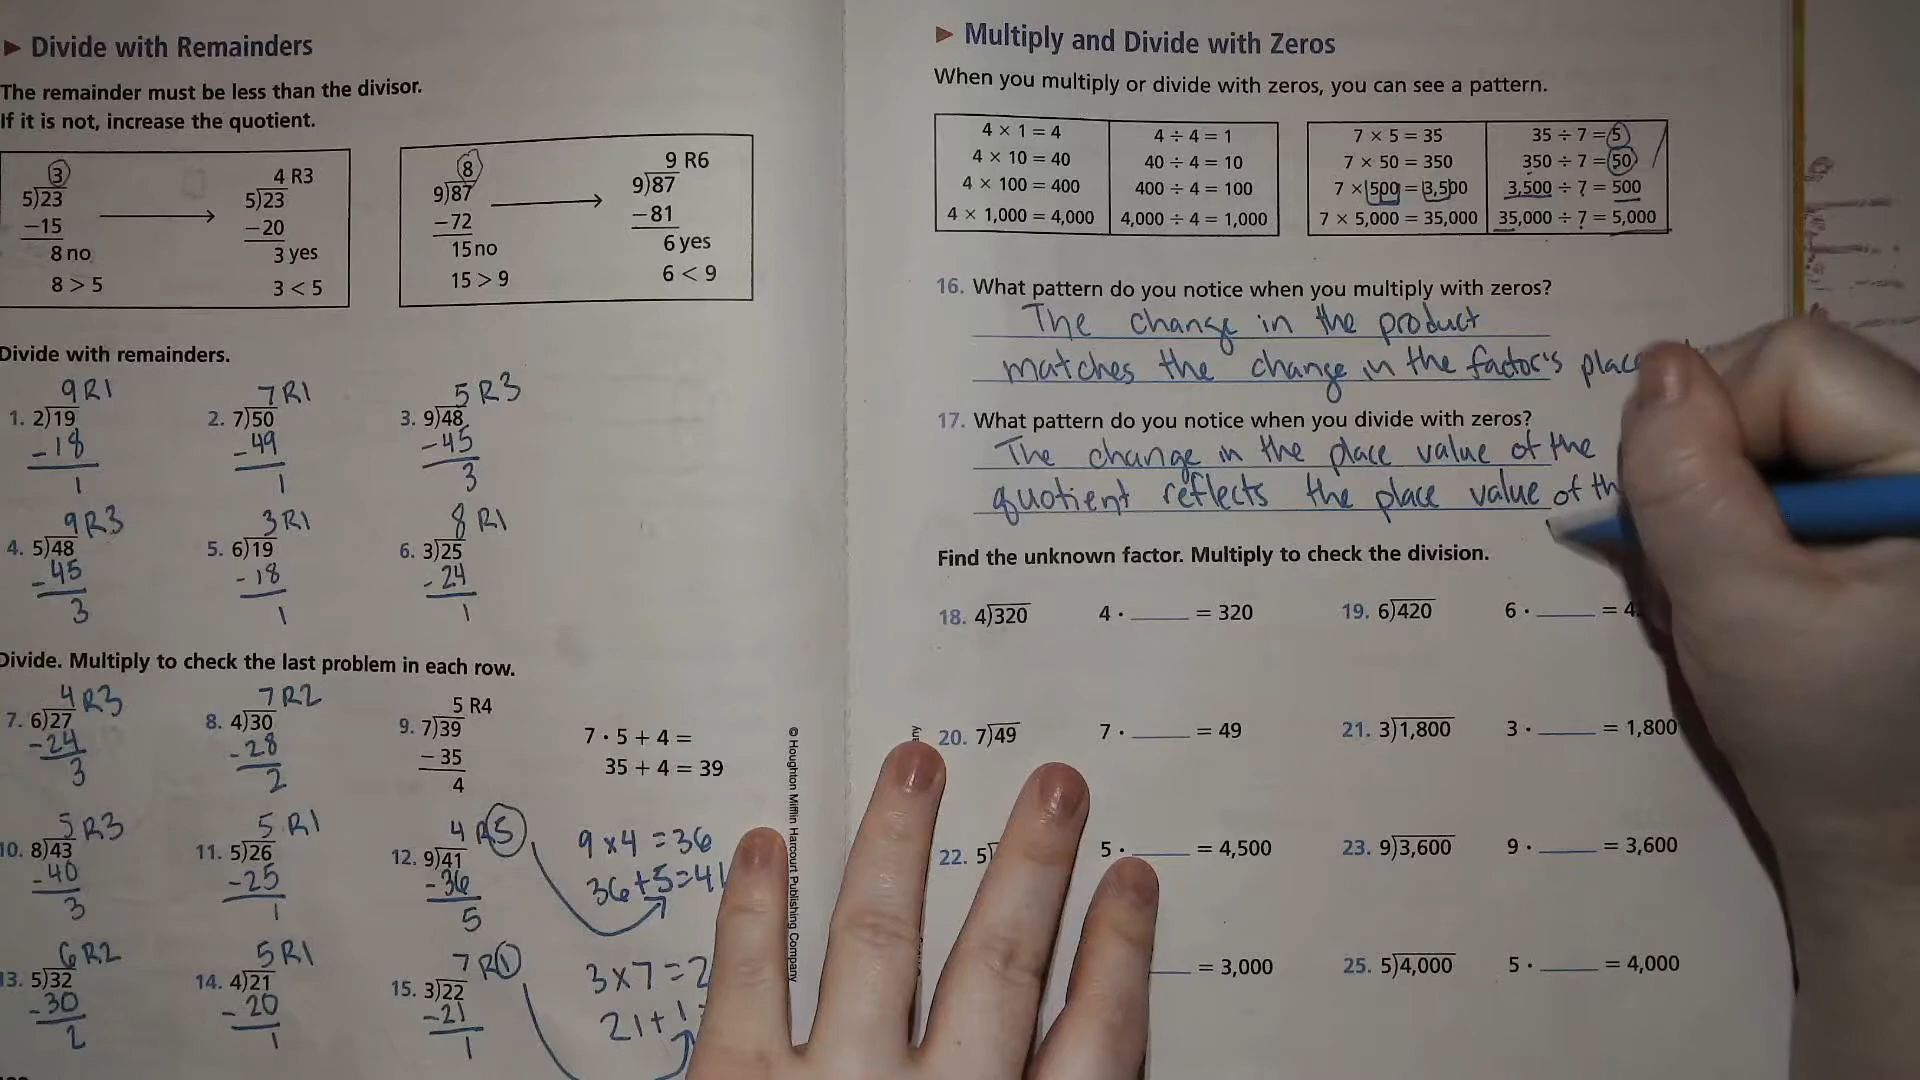 Divide with Remainders
The remainder must be less than the divisor.
If it is not, increase the quotient.
3
5)23
-15
8 no
8 > 5
4 R3
5)23
-20
3 yes
3 < 5
8
9)87
-72
15 no
15 > 9
9 R6
9)87
-81
6 yes
6 < 9
Divide with remainders.
9R1
1. 2)19
-18
1
7R1
2. 7)50
-49
1
5R3
3. 9)48
-45
3
9R3
4. 5)48
-45
3
3R1
5. 6)19
-18
1
8R1
6. 3)25
-24
1
Divide. Multiply to check the last problem in each row.
4R3
7. 6)27
-24
3
7R2
8. 4)30
-28
2
5 R4
9. 7)39
-35
4
7 · 5 + 4 =
35 + 4 = 39
5R3
10. 8)43
-40
3
5 R1
11. 5)26
-25
1
4 R5
12. 9)41
-36
5
9 x 4 = 36
36+5=41
6R2
13. 5)32
-30
2
5R1
14. 4)21
-20
1
7 R1
15. 3)22
-21
1
3 x 7 = 2
21 + 1
© Houghton Mifflin Harcourt Publishing Company
Multiply and Divide with Zeros
When you multiply or divide with zeros, you can see a pattern.
4 × 1 = 4
4 × 10 = 40
4 × 100 = 400
4 × 1,000 = 4,000
4 ÷ 4 = 1
40 ÷ 4 = 10
400 ÷ 4 = 100
4,000 ÷ 4 = 1,000
7 × 5 = 35
7 × 50 = 350
7 × 500 = 3,500
7 × 5,000 = 35,000
35 ÷ 7 = 5
350 ÷ 7 = 50
3,500 ÷ 7 = 500
35,000 ÷ 7 = 5,000
16. What pattern do you notice when you multiply with zeros?
The change in the product
matches the change in the factor's place
17. What pattern do you notice when you divide with zeros?
The change in the place value of the
quotient reflects the place value of th
Find the unknown factor. Multiply to check the division.
18. 4)320 4 · ____ = 320
19. 6)420 6 · ____ = 4
20. 7)49 7 · ____ = 49
21. 3)1,800 3 · ____ = 1,800
22. 5) 5 · ____ = 4,500
23. 9)3,600 9 · ____ = 3,600
____ = 3,000
25. 5)4,000 5 · ____ = 4,000